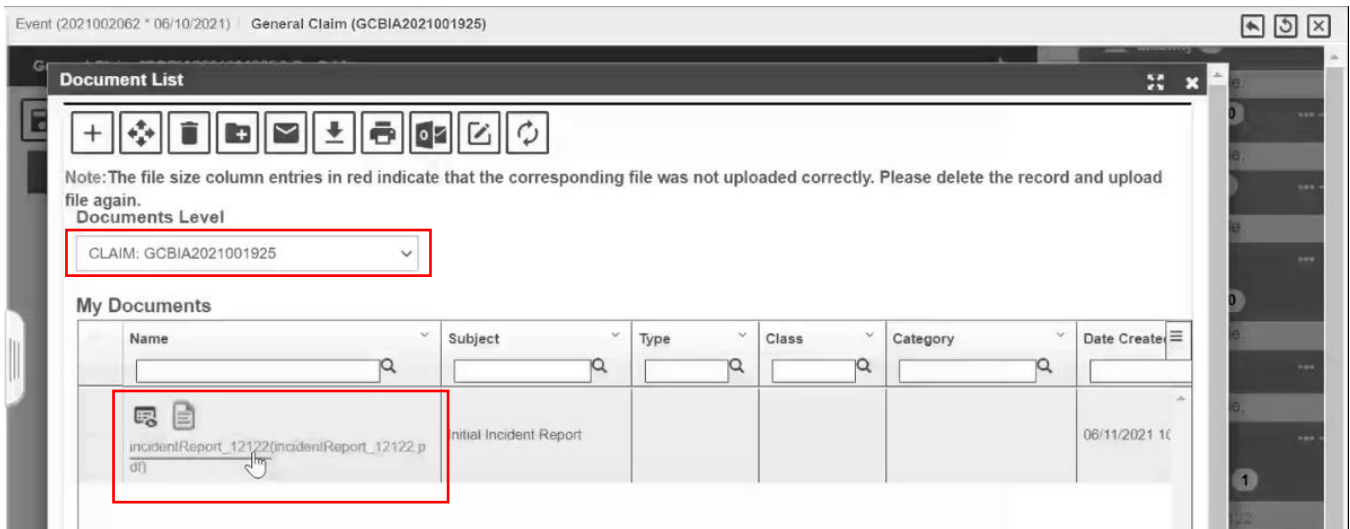 Event (2021002062 * 06/10/2021) General Claim (GCBIA2021001925)
Document List
Note:The file size column entries in red indicate that the corresponding file was not uploaded correctly. Please delete the record and upload
file again.
Documents Level
CLAIM: GCBIA2021001925
My Documents
Name Subject Type Class Category Date Created
incidentReport_12122(incidentReport_12122.p Initial Incident Report 06/11/2021 10
df)
1